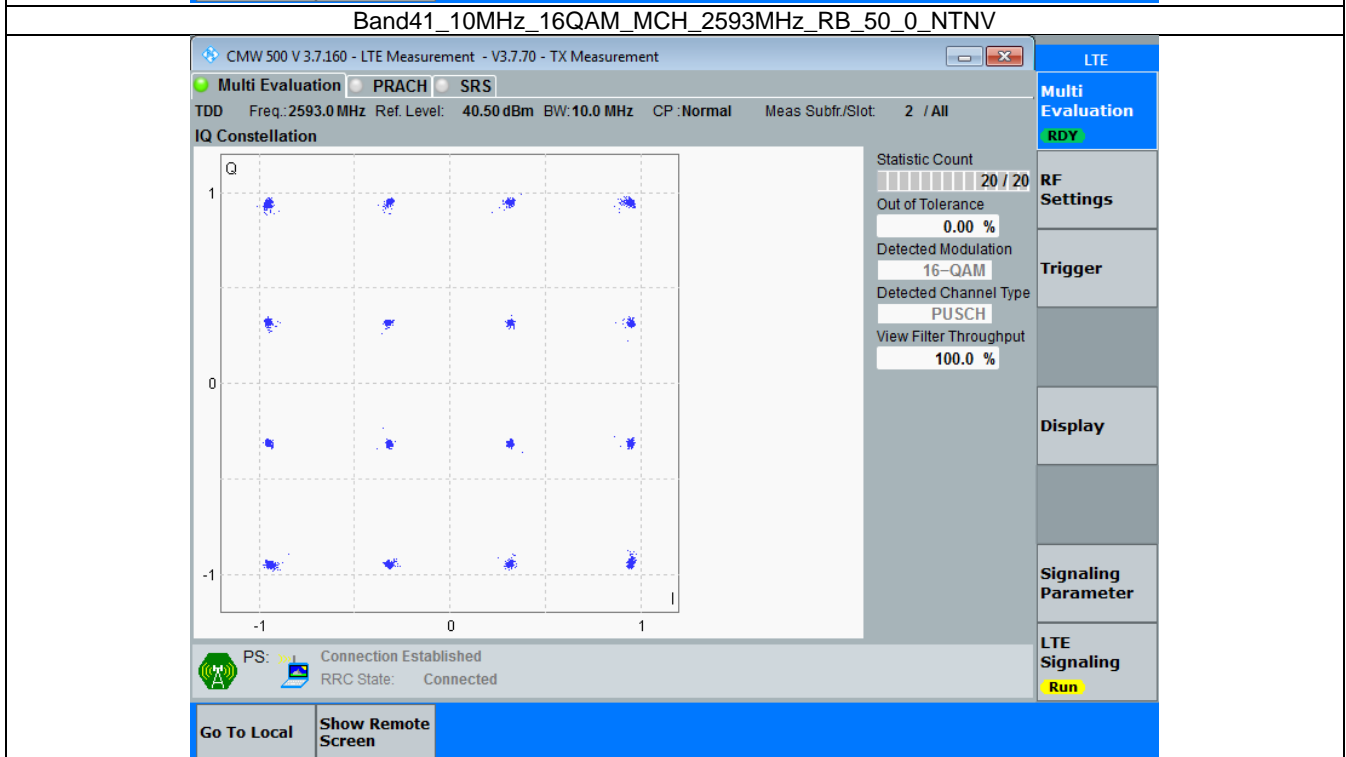 Band41_10MHz_16QAM_MCH_2593MHz_RB_50_0_NTNV
CMW 500 V 3.7.160 - LTE Measurement - V3.7.70 - TX Measurement
LTE
Multi Evaluation PRACH SRS
Multi
Evaluation
RDY
TDD Freq.: 2593.0 MHz Ref. Level: 40.50 dBm BW: 10.0 MHz CP : Normal Meas Subfr./Slot: 2 / All
IQ Constellation
Q
1
0
-1
I
-1 0 1
Statistic Count
20 / 20
Out of Tolerance
0.00 %
Detected Modulation
16-QAM
Detected Channel Type
PUSCH
View Filter Throughput
100.0 %
RF
Settings
Trigger
Display
Signaling
Parameter
LTE
Signaling
Run
PS:
Connection Established
RRC State: Connected
Go To Local
Show Remote
Screen